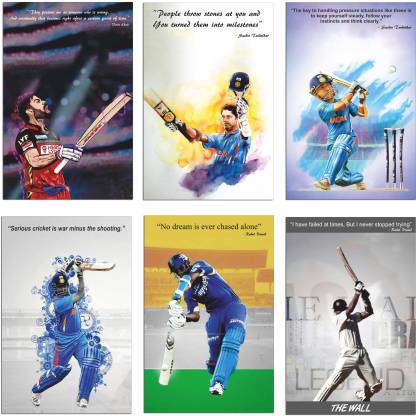 "People throw stones at you and
You turned them into milestones"
Sachin Tendulkar
"The key to handling pressure situations like these is
to keep yourself steady, follow your
instincts and think clearly."
"Serious cricket is war minus the shooting."
"No dream is ever chased alone"
Rahul Dravid
"I have failed at times, But I never stopped trying"
Rahul Dravid
LEGEND
THE WALL